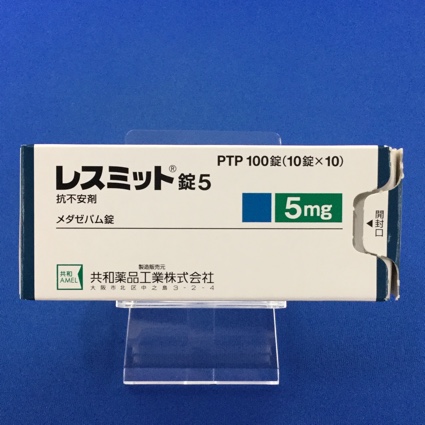 PTP 100錠(10錠×10)
レスミット®錠5
抗不安剤
5mg
メダゼパム錠
開封口
製造販売元
共和
AMEL
共和薬品工業株式会社
大阪市北区中之島3-2-4